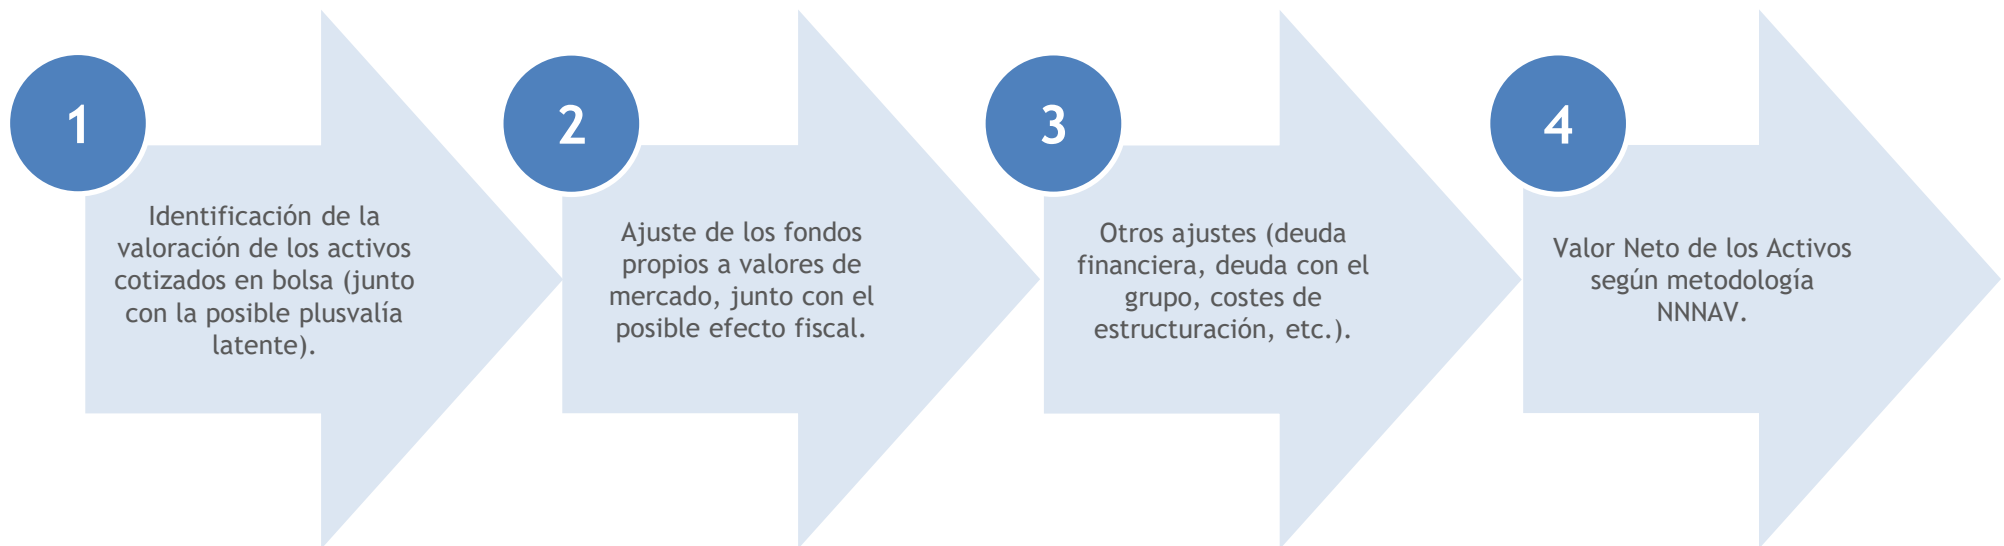 1
Identificación de la
valoración de los activos
cotizados en bolsa (junto
con la posible plusvalía
latente).
2
Ajuste de los fondos
propios a valores de
mercado, junto con el
posible efecto fiscal.
3
Otros ajustes (deuda
financiera, deuda con el
grupo, costes de
estructuración, etc.).
4
Valor Neto de los Activos
según metodología
NNNAV.